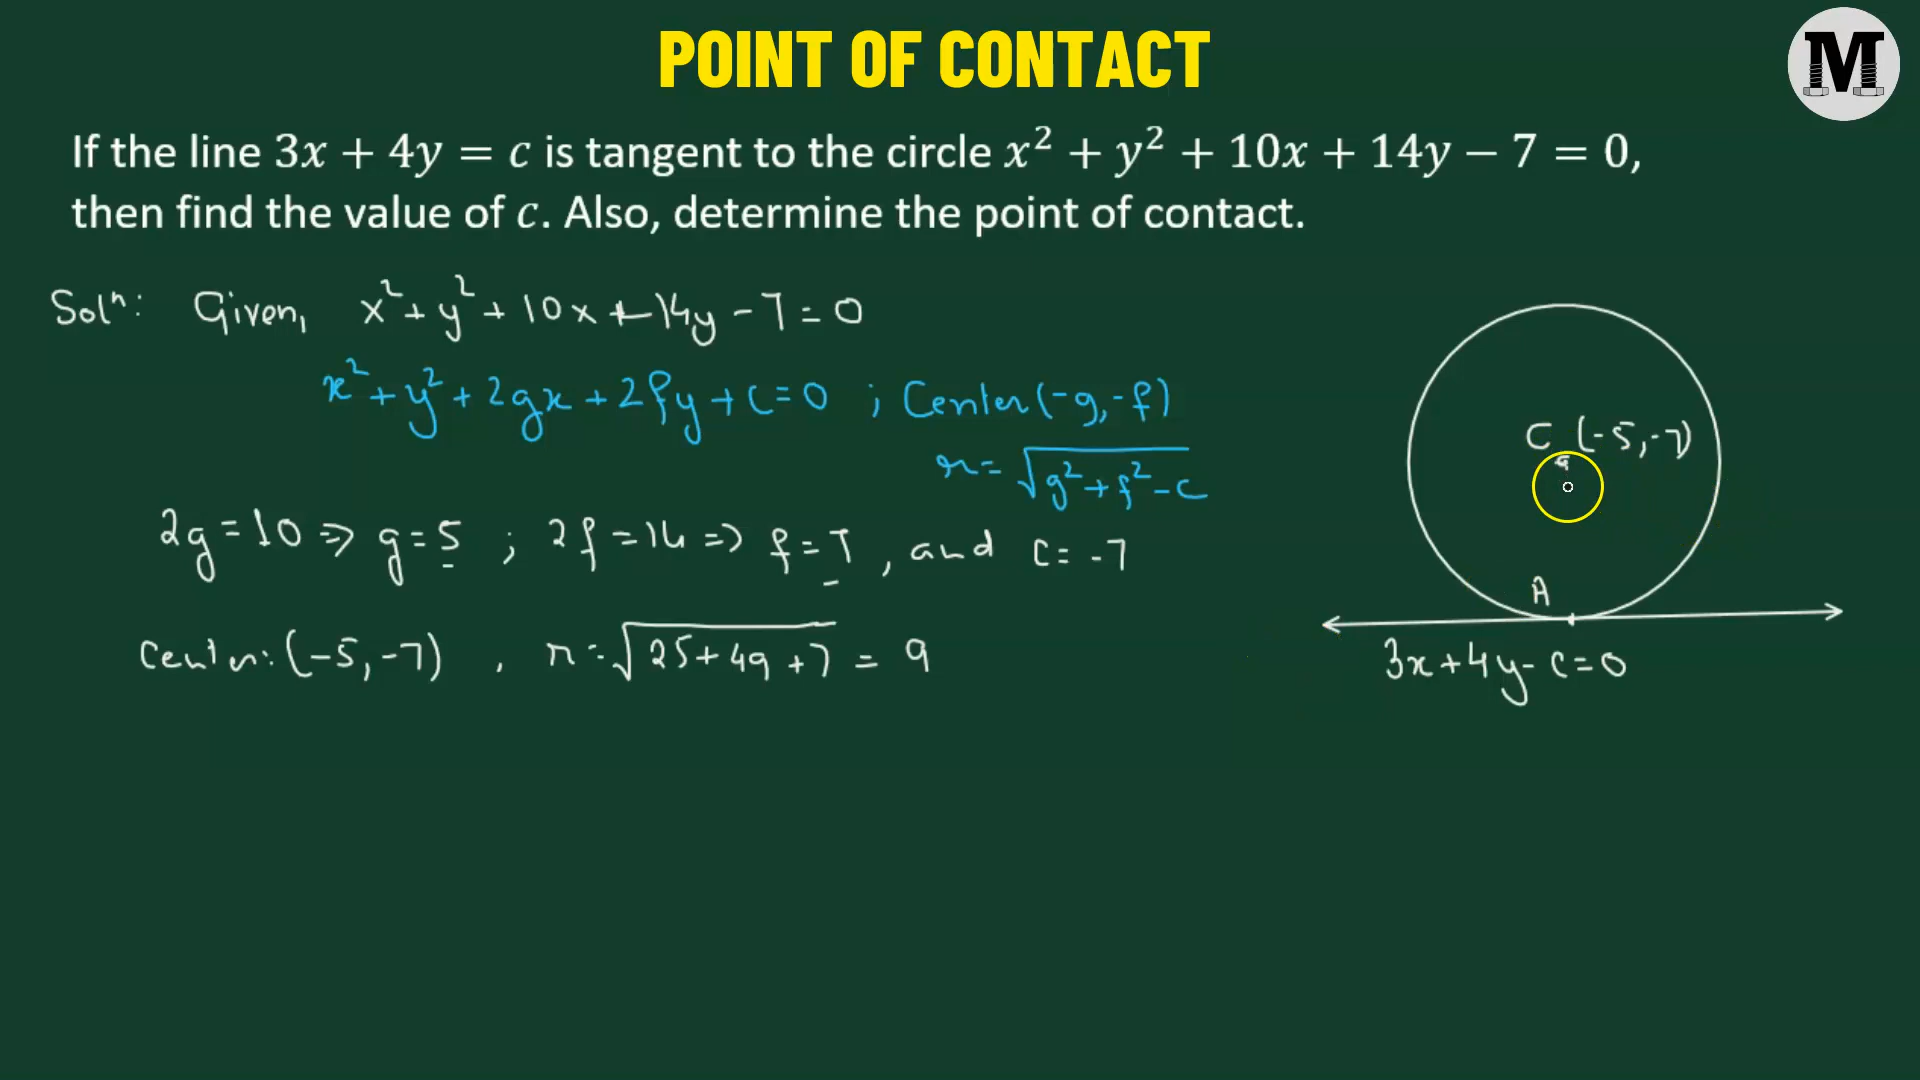 POINT OF CONTACT
M
If the line 3x + 4y = c is tangent to the circle x² + y² + 10x + 14y − 7 = 0,
then find the value of c. Also, determine the point of contact.
Solⁿ: Given, x² + y² + 10x + 14y - 7 = 0
x² + y² + 2gx + 2fy + c = 0 ; Center (-g, -f)
r = √(g² + f² - c)
2g = 10 => g = 5 ; 2f = 14 => f = 7, and c = -7
Center: (-5, -7) , r = √(25 + 49 + 7) = 9
C (-5, -7)
A
3x + 4y - c = 0